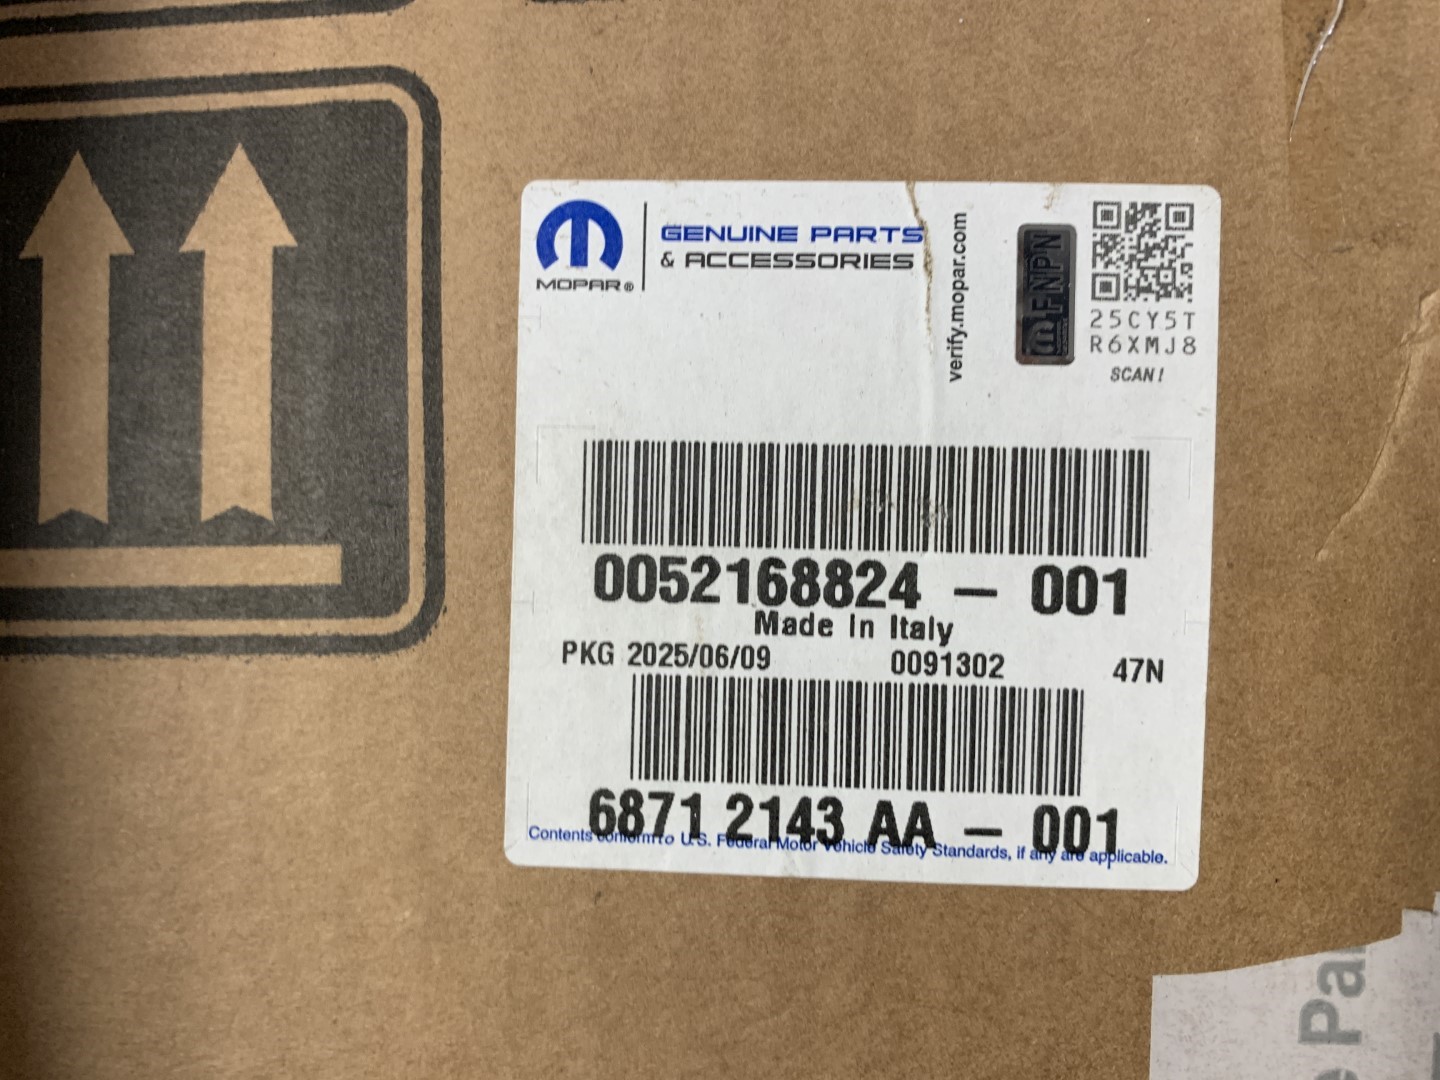 MOPAR®
GENUINE PARTS
& ACCESSORIES
verify.mopar.com
FNPN
25CY5T
R6XMJ8
SCAN!
0052168824 — 001
Made In Italy
PKG 2025/06/09 0091302 47N
6871 2143 AA — 001
Contents conform to U.S. Federal Motor Vehicle Safety Standards, if any are applicable.
Pa